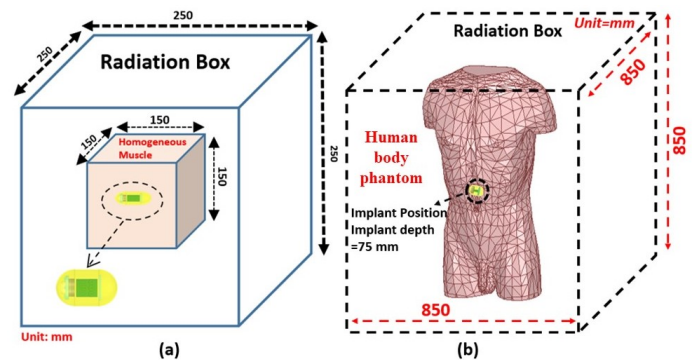 250
250
Radiation Box
150
150
Homogeneous
Muscle
150
250
Unit: mm
(a)
Unit=mm
Radiation Box
850
850
Human
body
phantom
Implant Position
Implant depth
=75 mm
850
(b)